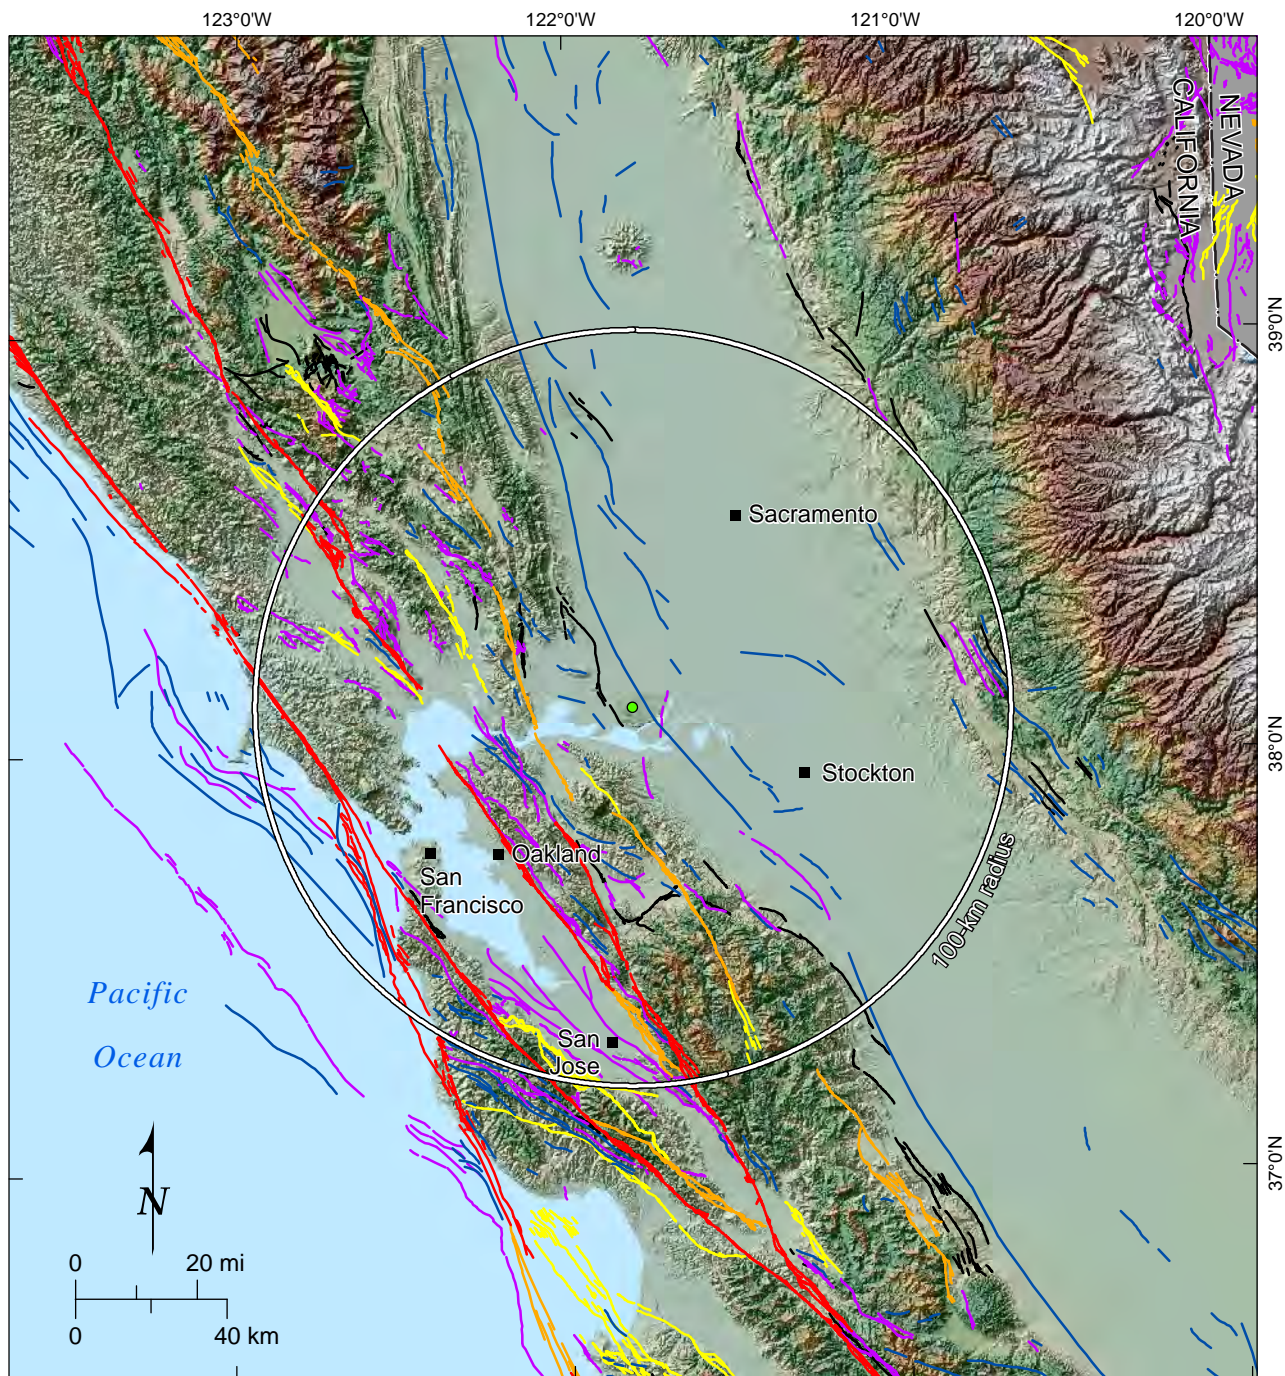 123°0'W 122°0'W 121°0'W 120°0'W
NEVADA
CALIFORNIA
39°0'N
Sacramento
38°0'N
Stockton
Oakland
San
Francisco
100-km radius
Pacific
Ocean
San
Jose
37°0'N
N
0 20 mi
0 40 km